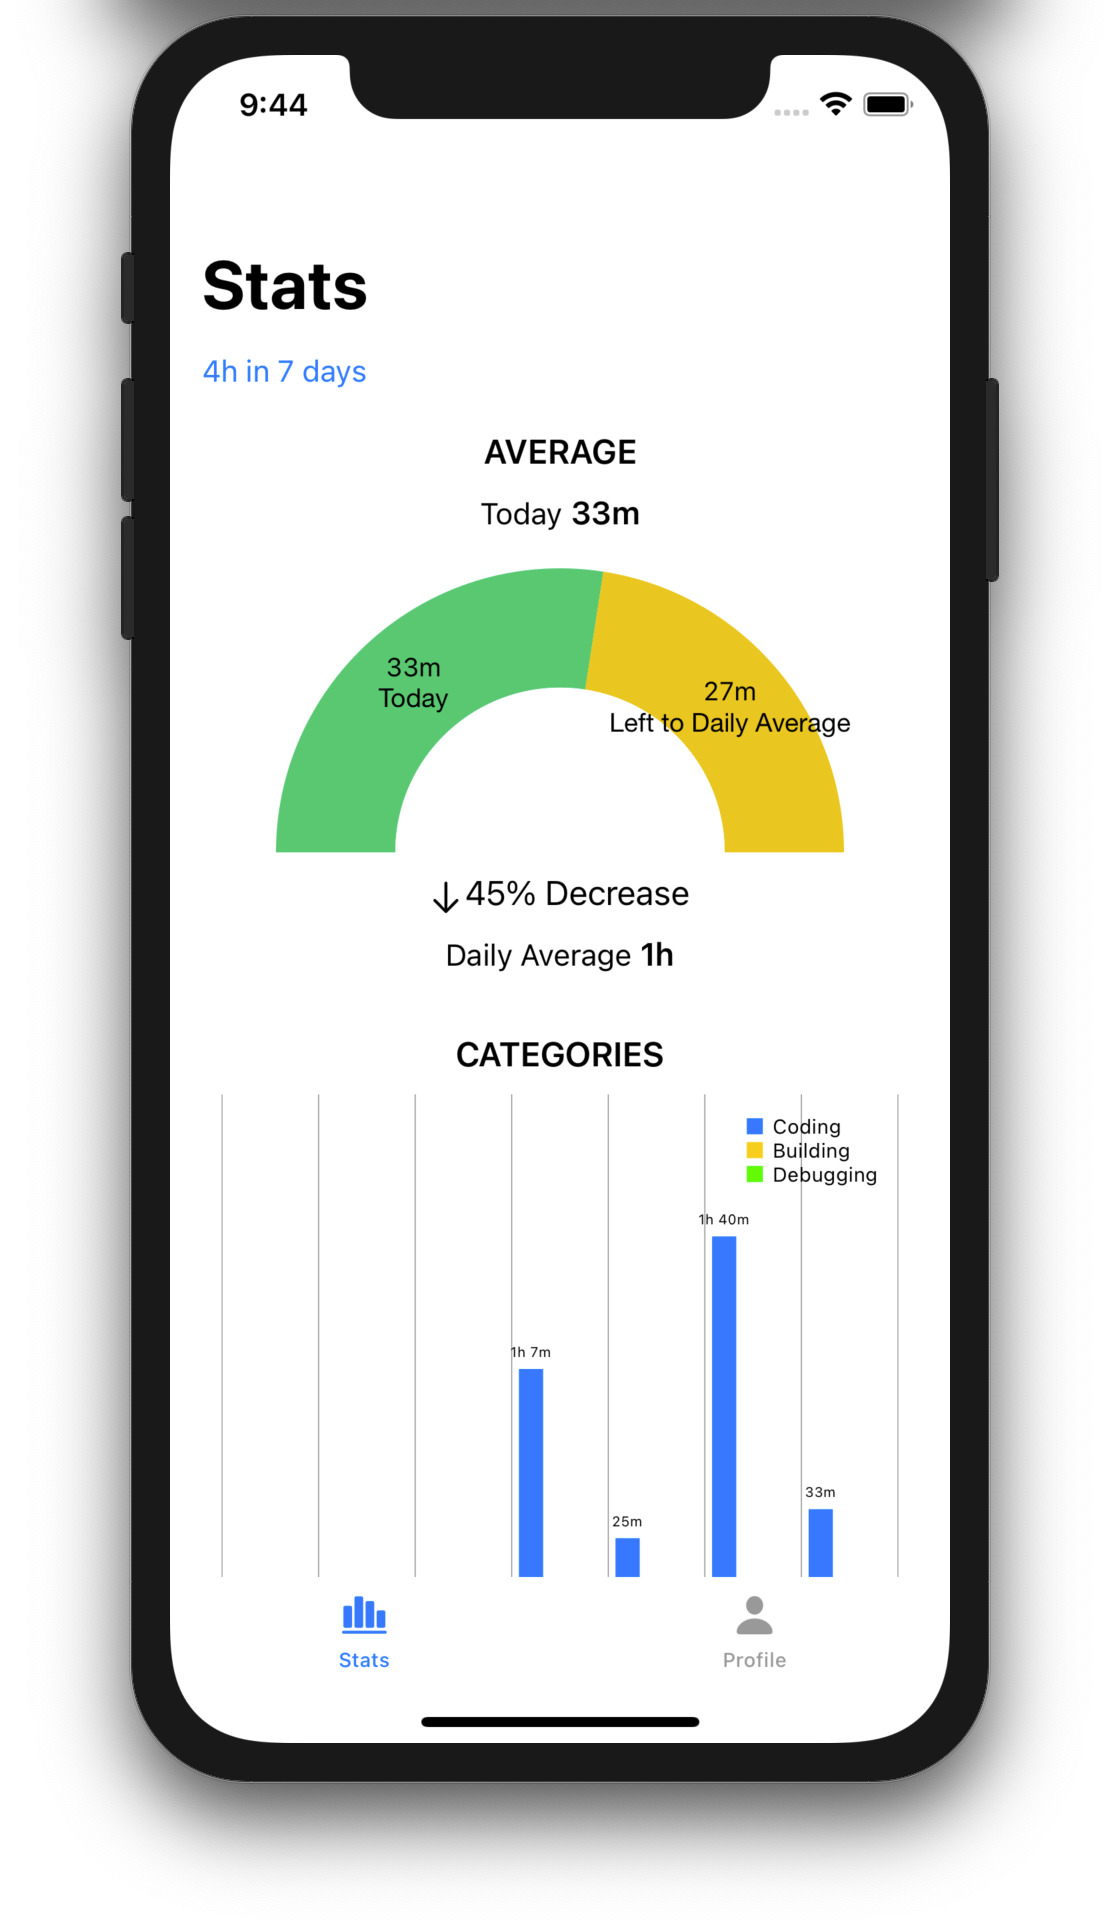 9:44
Stats
4h in 7 days
AVERAGE
Today 33m
33m
Today
27m
Left to Daily Average
45% Decrease
Daily Average 1h
CATEGORIES
Coding
Building
Debugging
1h 40m
1h 7m
33m
25m
Stats
Profile